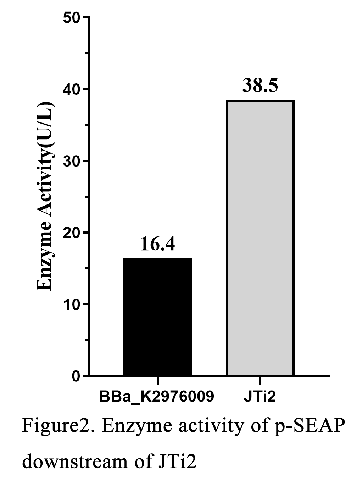 50
40
30
20
10
0
Enzyme Activity(U/L)
38.5
16.4
BBa_K2976009 JTi2
Figure2. Enzyme activity of p-SEAP
downstream of JTi2